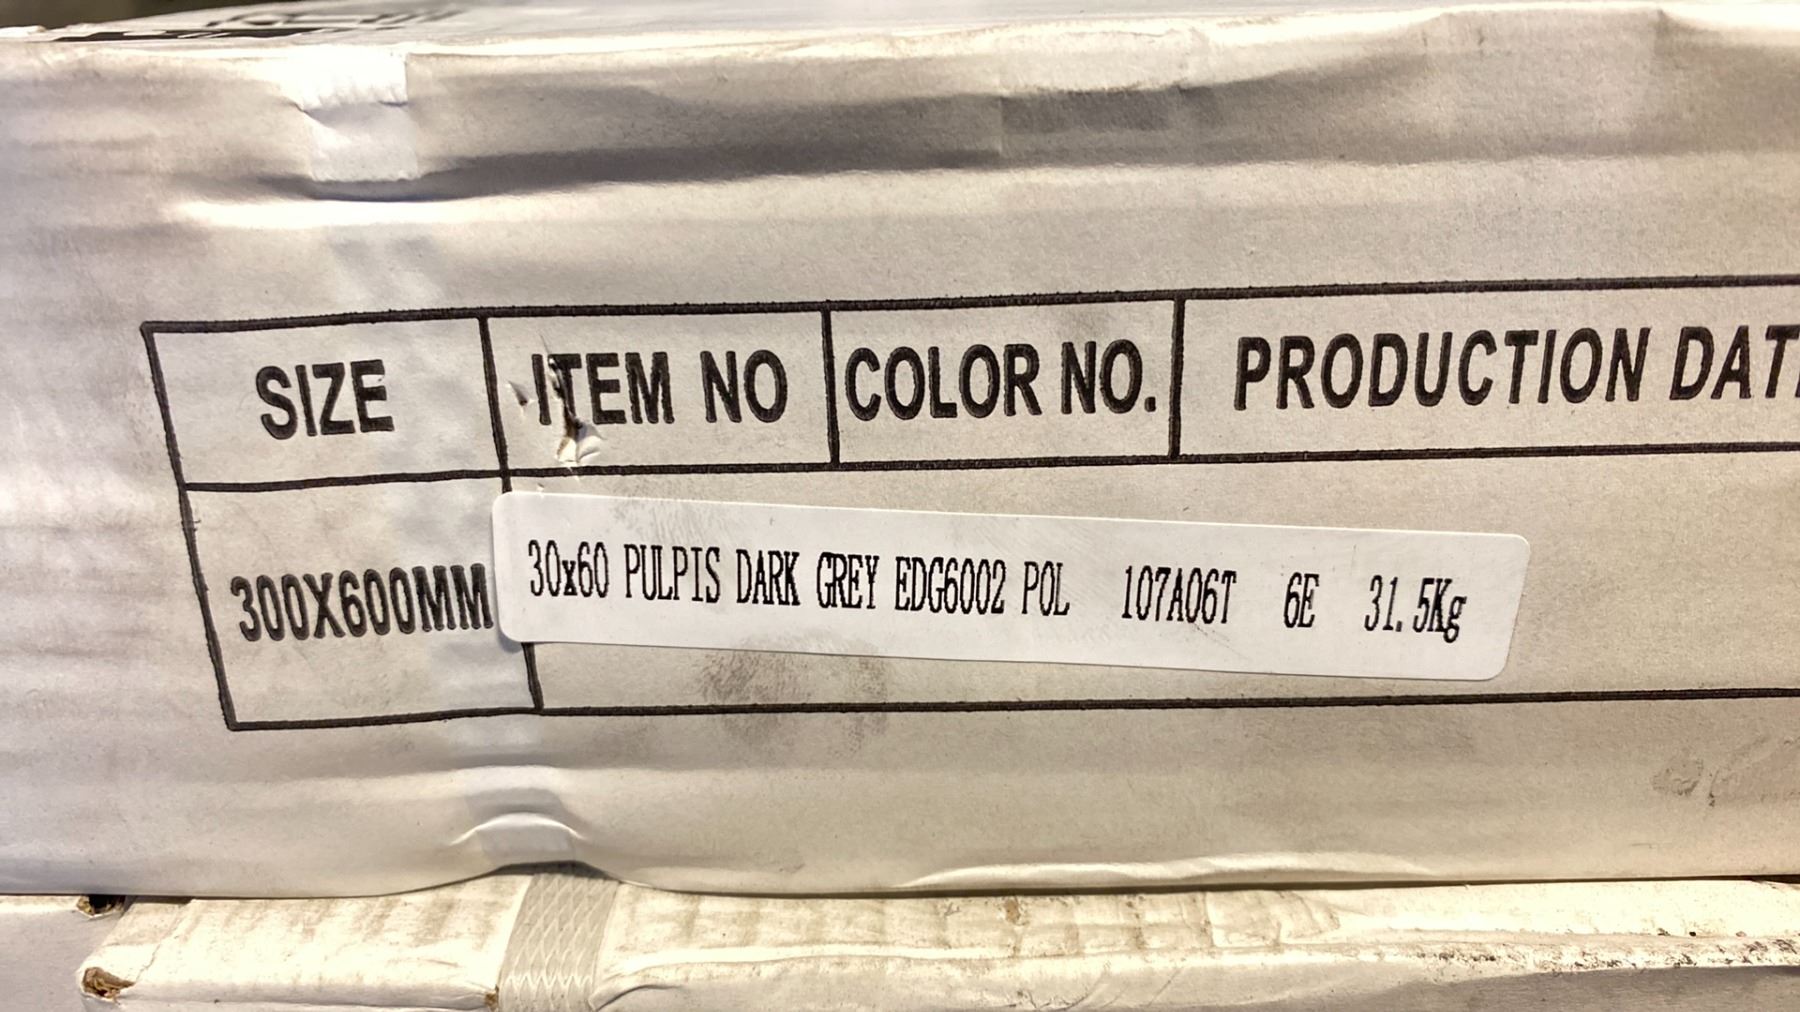 SIZE ITEM NO COLOR NO. PRODUCTION DAT
300X600MM 30x60 PULPIS DARK GREY EDG6002 POL 107A06T 6E 31.5Kg